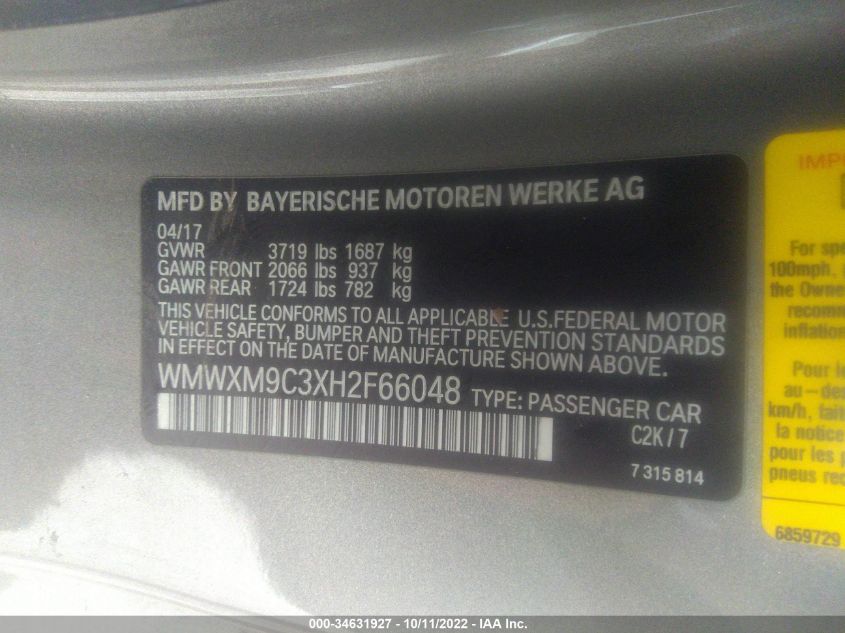 MFD BY BAYERISCHE MOTOREN WERKE AG
04/17
GVWR 3719 lbs 1687 kg
GAWR FRONT 2066 lbs 937 kg
GAWR REAR 1724 lbs 782 kg
THIS VEHICLE CONFORMS TO ALL APPLICABLE U.S.FEDERAL MOTOR
VEHICLE SAFETY, BUMPER AND THEFT PREVENTION STANDARDS
IN EFFECT ON THE DATE OF MANUFACTURE SHOWN ABOVE.
WMWXM9C3XH2F66048 TYPE: PASSENGER CAR
C2K/7
7 315 814
IMP
For spe
100mph,
the Owne
recomm
inflation
au-des
km/h, fait
la notice
pour les p
pneus rec
6859729
000-34631927 - 10/11/2022 - IAA Inc.